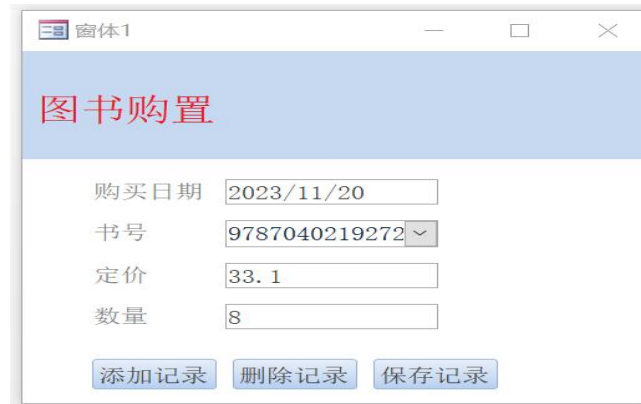 窗体1
图书购置
购买日期 2023/11/20
书号 9787040219272
定价 33.1
数量 8
添加记录 删除记录 保存记录